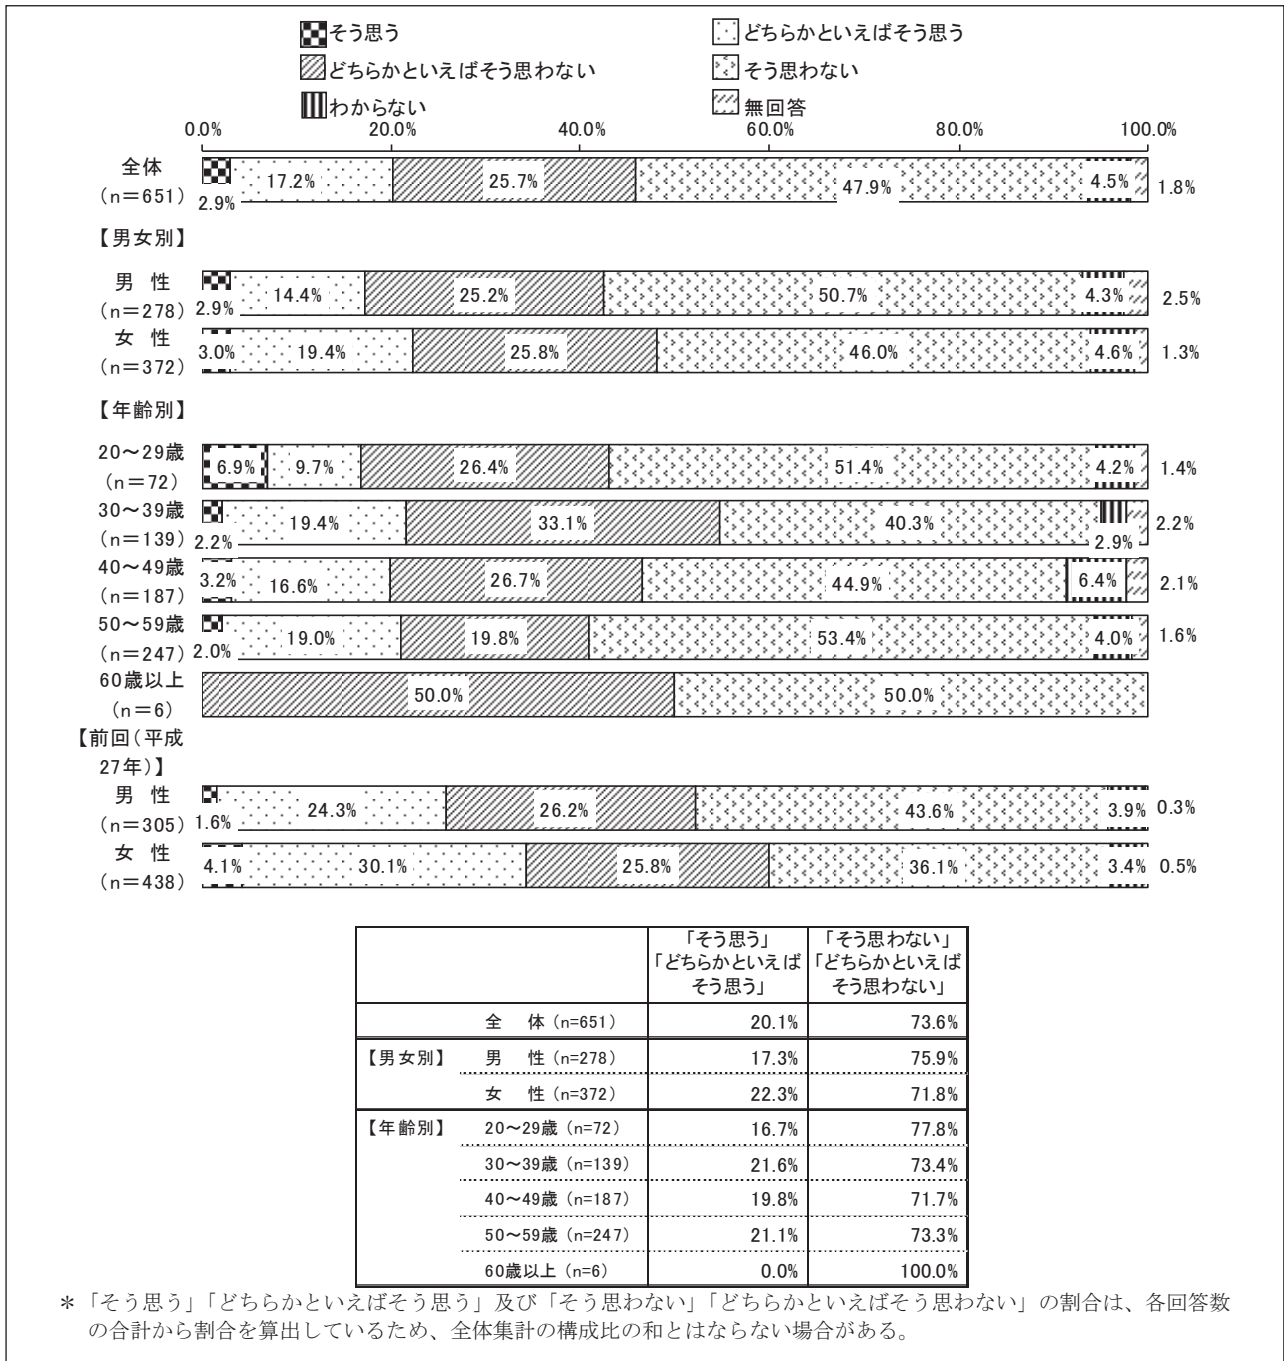 そう思う
どちらかといえばそう思う
どちらかといえばそう思わない
そう思わない
わからない
無回答
0.0% 20.0% 40.0% 60.0% 80.0% 100.0%
全体
(n=651)
2.9% 17.2% 25.7% 47.9% 4.5% 1.8%
【男女別】
男 性
(n=278)
2.9% 14.4% 25.2% 50.7% 4.3% 2.5%
女 性
(n=372)
3.0% 19.4% 25.8% 46.0% 4.6% 1.3%
【年齢別】
20～29歳
(n=72)
6.9% 9.7% 26.4% 51.4% 4.2% 1.4%
30～39歳
(n=139)
2.2% 19.4% 33.1% 40.3% 2.9% 2.2%
40～49歳
(n=187)
3.2% 16.6% 26.7% 44.9% 6.4% 2.1%
50～59歳
(n=247)
2.0% 19.0% 19.8% 53.4% 4.0% 1.6%
60歳以上
(n=6)
50.0% 50.0%
【前回(平成
27年)】
男 性
(n=305)
1.6% 24.3% 26.2% 43.6% 3.9% 0.3%
女 性
(n=438)
4.1% 30.1% 25.8% 36.1% 3.4% 0.5%
「そう思う」 「そう思わない」
「どちらかといえば 「どちらかといえば
そう思う」 そう思わない」
全 体 (n=651) 20.1% 73.6%
【男女別】 男 性 (n=278) 17.3% 75.9%
女 性 (n=372) 22.3% 71.8%
【年齢別】 20～29歳 (n=72) 16.7% 77.8%
30～39歳 (n=139) 21.6% 73.4%
40～49歳 (n=187) 19.8% 71.7%
50～59歳 (n=247) 21.1% 73.3%
60歳以上 (n=6) 0.0% 100.0%
＊「そう思う」「どちらかといえばそう思う」及び「そう思わない」「どちらかといえばそう思わない」の割合は、各回答数
の合計から割合を算出しているため、全体集計の構成比の和とはならない場合がある。